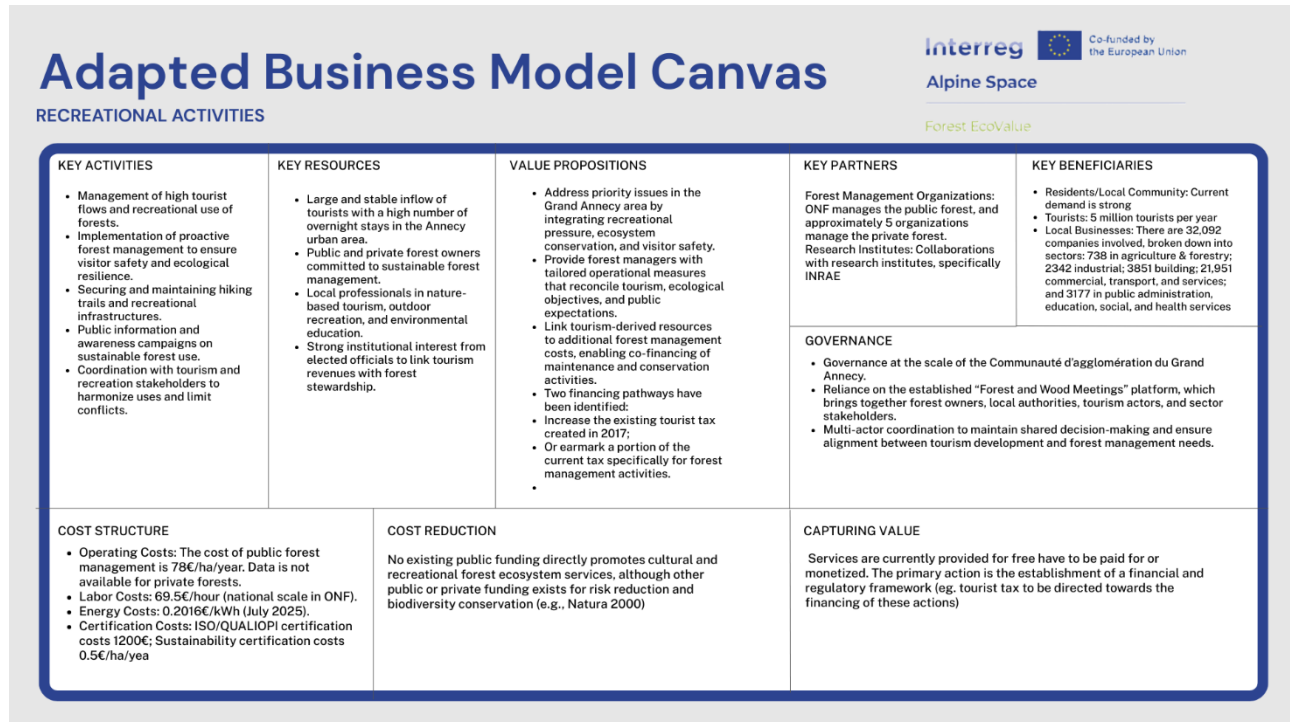 Adapted Business Model Canvas
RECREATIONAL ACTIVITIES
Interreg
Co-funded by
the European Union
Alpine Space
Forest EcoValue
KEY ACTIVITIES
• Management of high tourist
flows and recreational use of
forests.
• Implementation of proactive
forest management to ensure
visitor safety and ecological
resilience.
• Securing and maintaining hiking
trails and recreational
infrastructures.
• Public information and
awareness campaigns on
sustainable forest use.
• Coordination with tourism and
recreation stakeholders to
harmonize uses and limit
conflicts.
KEY RESOURCES
• Large and stable inflow of
tourists with a high number of
overnight stays in the Annecy
urban area.
• Public and private forest owners
committed to sustainable forest
management.
• Local professionals in nature-
based tourism, outdoor
recreation, and environmental
education.
• Strong institutional interest from
elected officials to link tourism
revenues with forest
stewardship.
VALUE PROPOSITIONS
• Address priority issues in the
Grand Annecy area by
integrating recreational
pressure, ecosystem
conservation, and visitor safety.
• Provide forest managers with
tailored operational measures
that reconcile tourism, ecological
objectives, and public
expectations.
• Link tourism-derived resources
to additional forest management
costs, enabling co-financing of
maintenance and conservation
activities.
• Two financing pathways have
been identified:
• Increase the existing tourist tax
created in 2017;
• Or earmark a portion of the
current tax specifically for forest
management activities.
•
KEY PARTNERS
Forest Management Organizations:
ONF manages the public forest, and
approximately 5 organizations
manage the private forest.
Research Institutes: Collaborations
with research institutes, specifically
INRAE
KEY BENEFICIARIES
• Residents/Local Community: Current
demand is strong
• Tourists: 5 million tourists per year
• Local Businesses: There are 32,092
companies involved, broken down into
sectors: 738 in agriculture & forestry;
2342 industrial; 3851 building; 21,951
commercial, transport, and services;
and 3177 in public administration,
education, social, and health services
GOVERNANCE
• Governance at the scale of the Communauté d'agglomération du Grand
Annecy.
• Reliance on the established "Forest and Wood Meetings" platform, which
brings together forest owners, local authorities, tourism actors, and sector
stakeholders.
• Multi-actor coordination to maintain shared decision-making and ensure
alignment between tourism development and forest management needs.
COST STRUCTURE
• Operating Costs: The cost of public forest
management is 78€/ha/year. Data is not
available for private forests.
• Labor Costs: 69.5€/hour (national scale in ONF).
• Energy Costs: 0.2016€/kWh (July 2025).
• Certification Costs: ISO/QUALIOPI certification
costs 1200€; Sustainability certification costs
0.5€/ha/yea
COST REDUCTION
No existing public funding directly promotes cultural and
recreational forest ecosystem services, although other
public or private funding exists for risk reduction and
biodiversity conservation (e.g., Natura 2000)
CAPTURING VALUE
Services are currently provided for free have to be paid for or
monetized. The primary action is the establishment of a financial and
regulatory framework (eg. tourist tax to be directed towards the
financing of these actions)